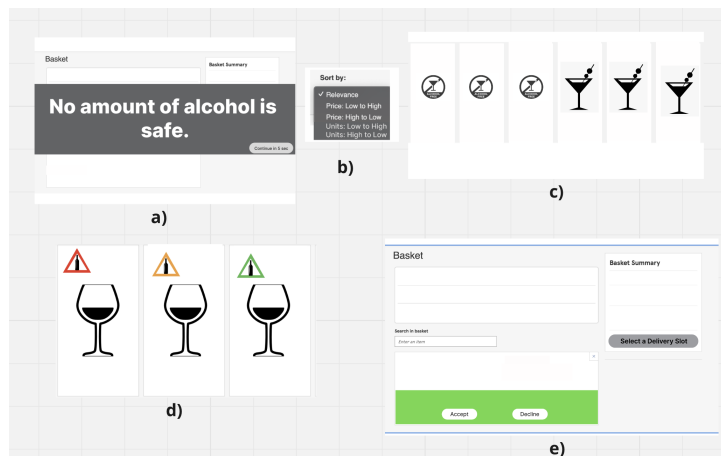 Basket
Basket Summary
No amount of alcohol is
safe.
Continue in 5 sec
a)
Sort by:
✓ Relevance
Price: Low to High
Price: High to Low
Units: Low to High
Units: High to Low
b)
c)
d)
Basket
Basket Summary
Search in basket
Enter an item
Select a Delivery Slot
Accept
Decline
e)